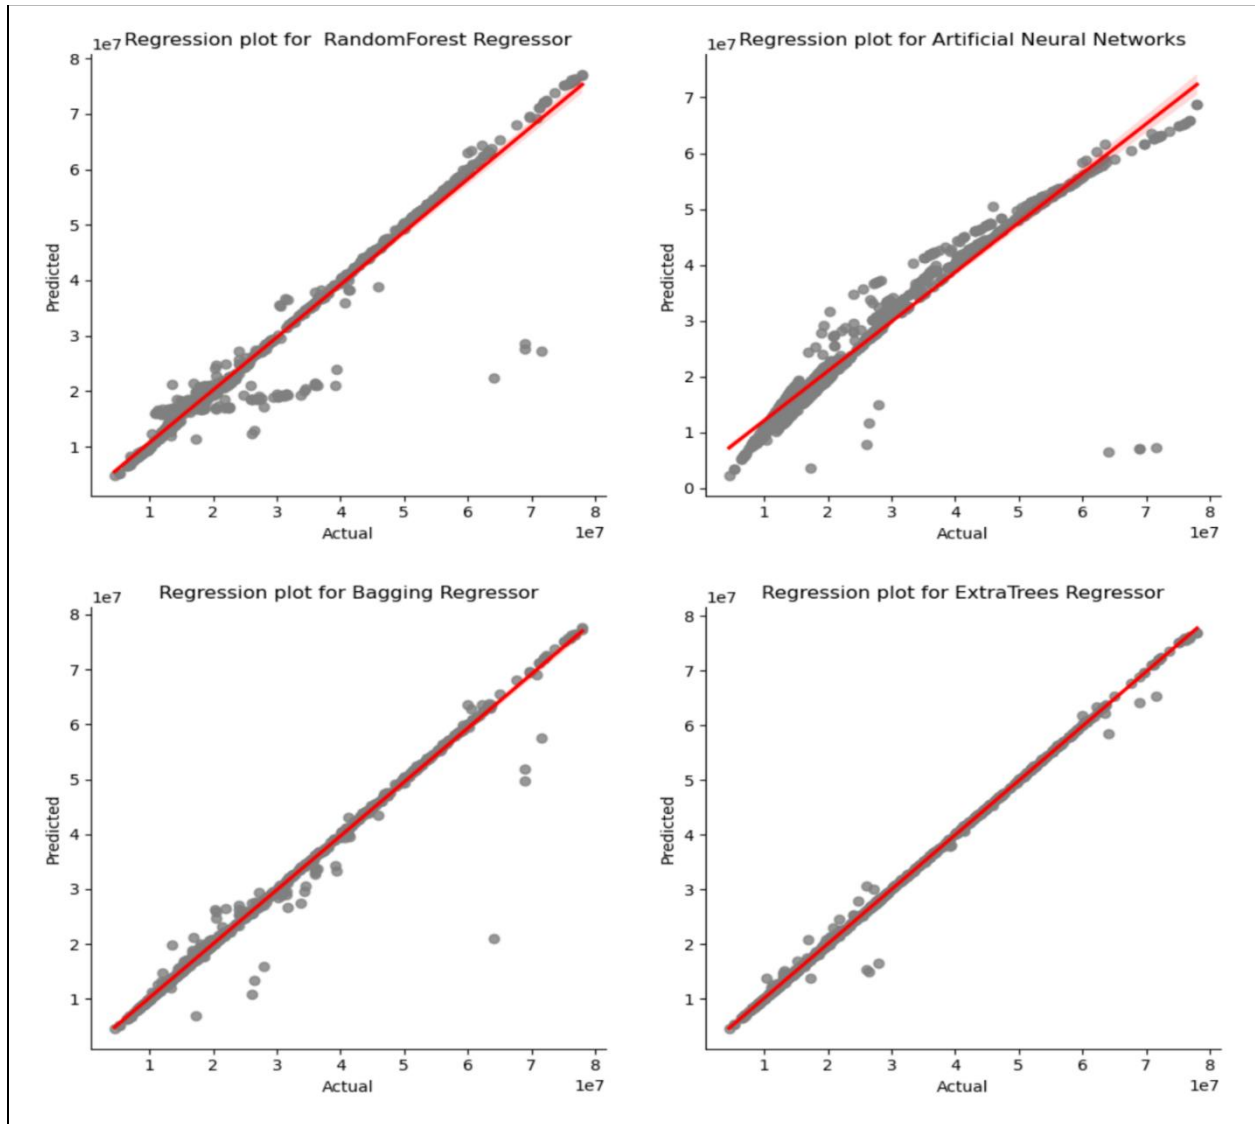 1e7 Regression plot for  RandomForest Regressor
8
7
6
5
4
3
2
1
Predicted
1 2 3 4 5 6 7 8
1e7
Actual
1e7 Regression plot for Artificial Neural Networks
7
6
5
4
3
2
1
0
Predicted
1 2 3 4 5 6 7 8
1e7
Actual
1e7 Regression plot for Bagging Regressor
8
7
6
5
4
3
2
1
Predicted
1 2 3 4 5 6 7 8
1e7
Actual
1e7 Regression plot for ExtraTrees Regressor
8
7
6
5
4
3
2
1
Predicted
1 2 3 4 5 6 7 8
1e7
Actual